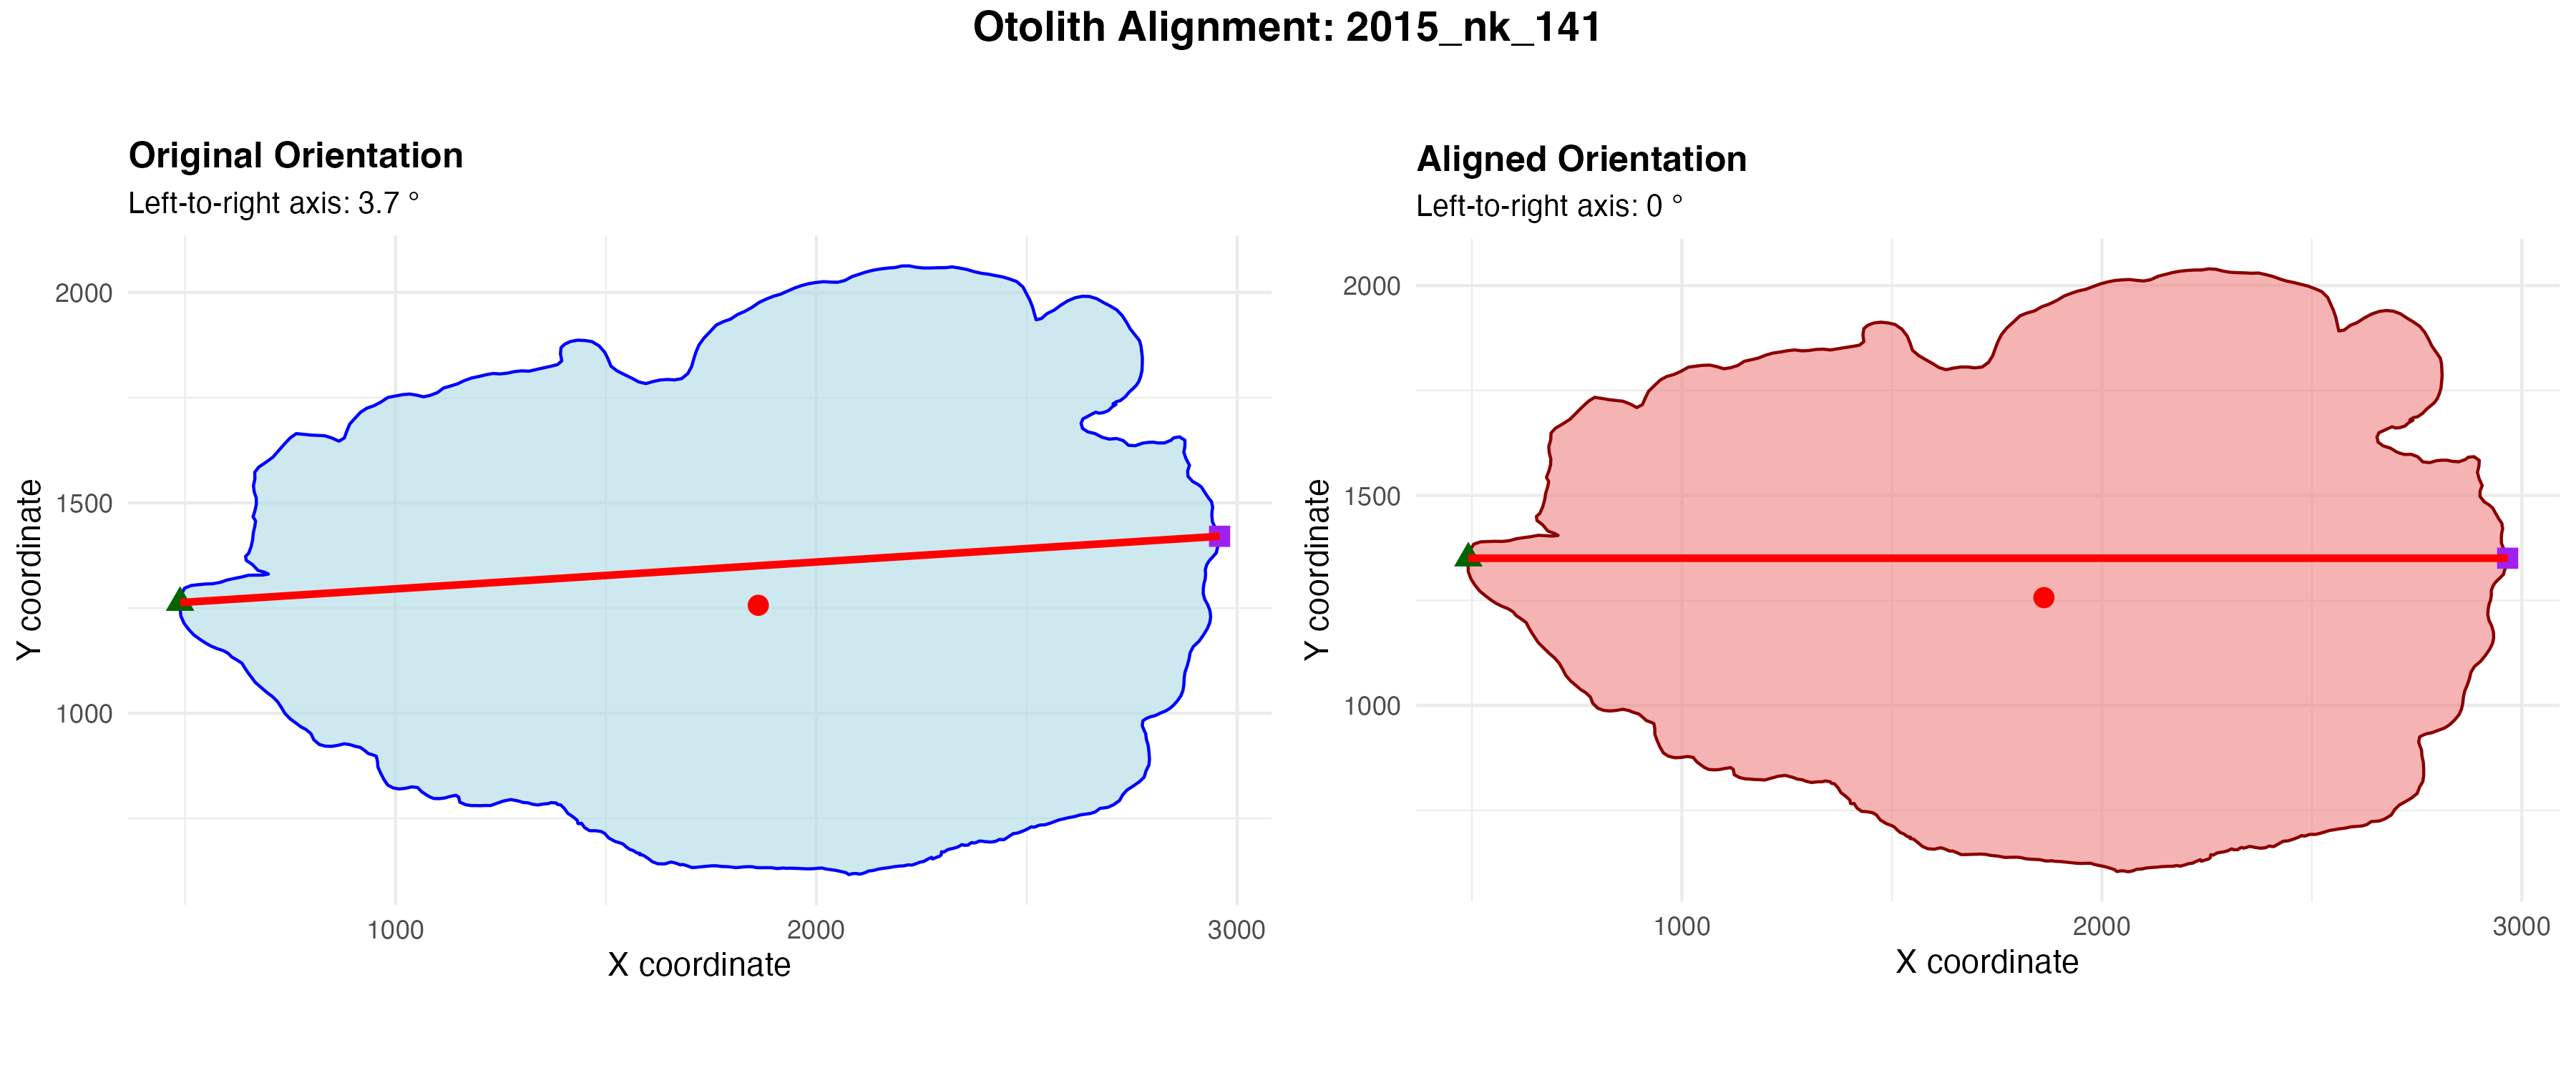 Otolith Alignment: 2015_nk_141
Original Orientation
Left-to-right axis: 3.7 °
2000
1500
1000
Y coordinate
1000 2000 3000
X coordinate
Aligned Orientation
Left-to-right axis: 0 °
2000
1500
1000
Y coordinate
1000 2000 3000
X coordinate